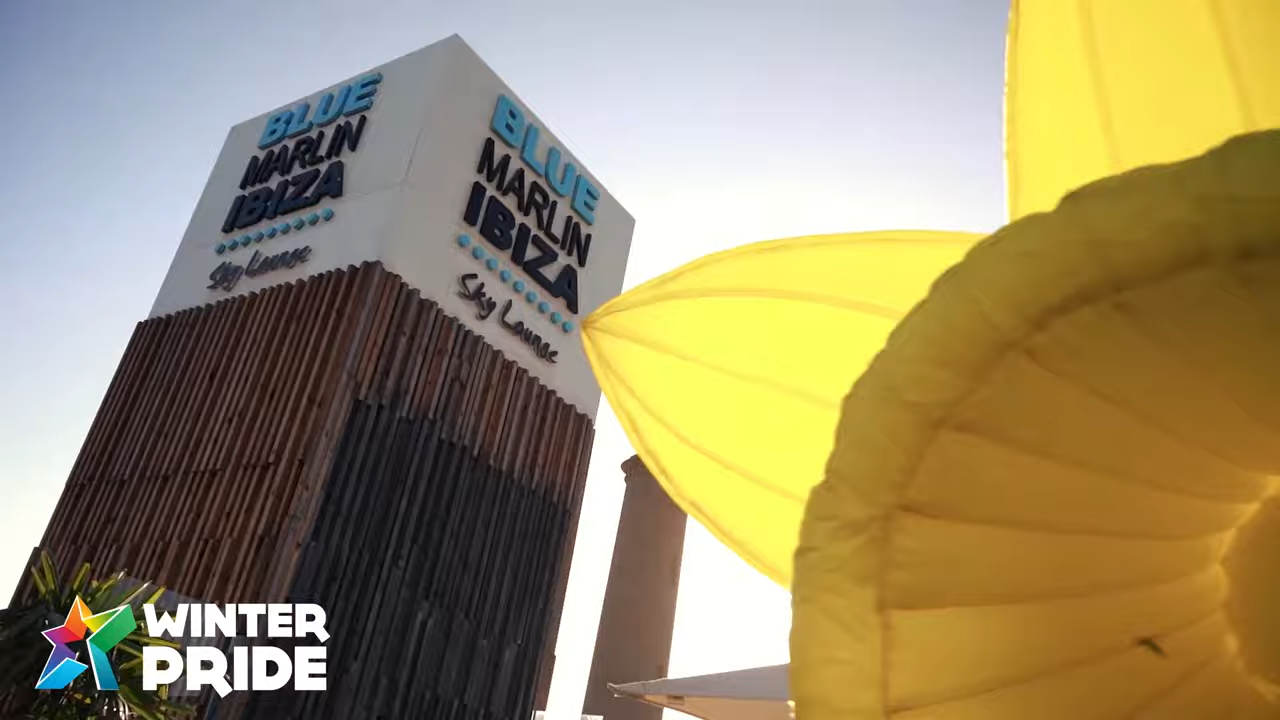 BLUE
MARLIN
IBIZA
Sky Lounge
BLUE
MARLIN
IBIZA
Sky Lounge
WINTER
PRIDE